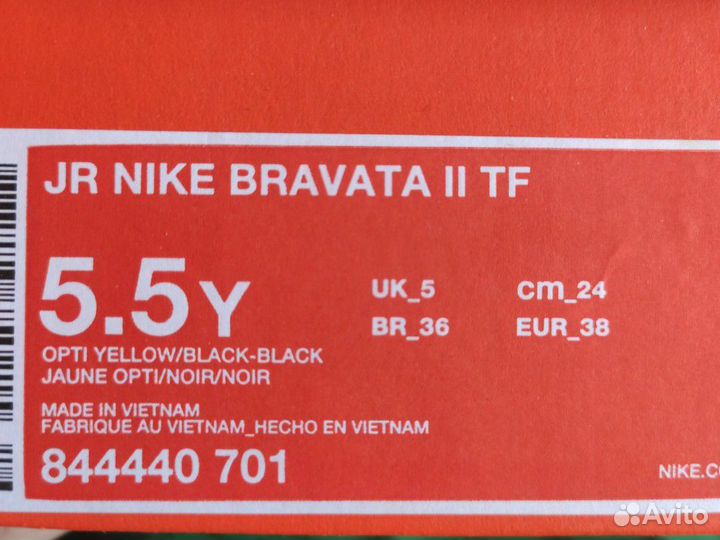 JR NIKE BRAVATA II TF
5.5Y
UK_5 cm_24
BR_36 EUR_38
OPTI YELLOW/BLACK-BLACK
JAUNE OPTI/NOIR/NOIR
MADE IN VIETNAM
FABRIQUE AU VIETNAM_HECHO EN VIETNAM
844440 701
NIKE.CO
Avito